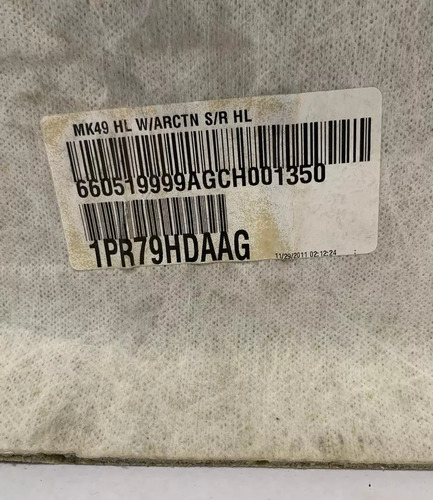 MK49 HL W/ARCTN S/R HL
660519999AGCH001350
1PR79HDAAG
11/29/2011 02:12:24